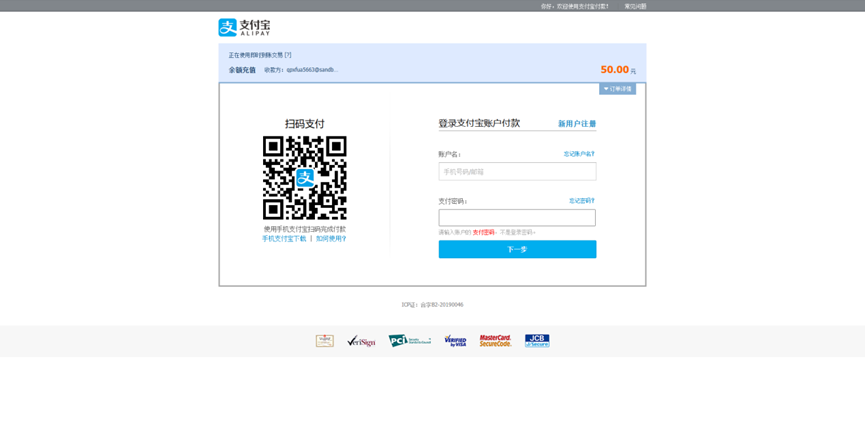 你好，欢迎使用支付宝付款！ 常见问题
支付宝
ALIPAY
正在使用即时到账交易 [?]
余额充值 收款方：qpxfua5663@sandb...
50.00 元
订单详情
扫码支付
使用手机支付宝扫码完成付款
手机支付宝下载 | 如何使用?
登录支付宝账户付款 新用户注册
账户名： 忘记账户名?
手机号码/邮箱
支付密码： 忘记密码?
请输入账户的 支付密码，不是登录密码。
下一步
ICP证：合字B2-20190046
VeriSign
PCI
VERIFIED
by VISA
MasterCard.
SecureCode.
JCB
J/Secure